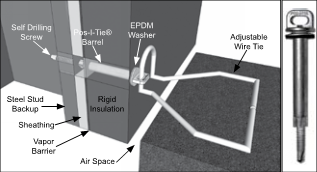 Self Drilling
Screw
Pos-I-Tie®
Barrel
EPDM
Washer
Adjustable
Wire Tie
Steel Stud
Backup
Sheathing
Vapor
Barrier
Rigid
Insulation
Air Space